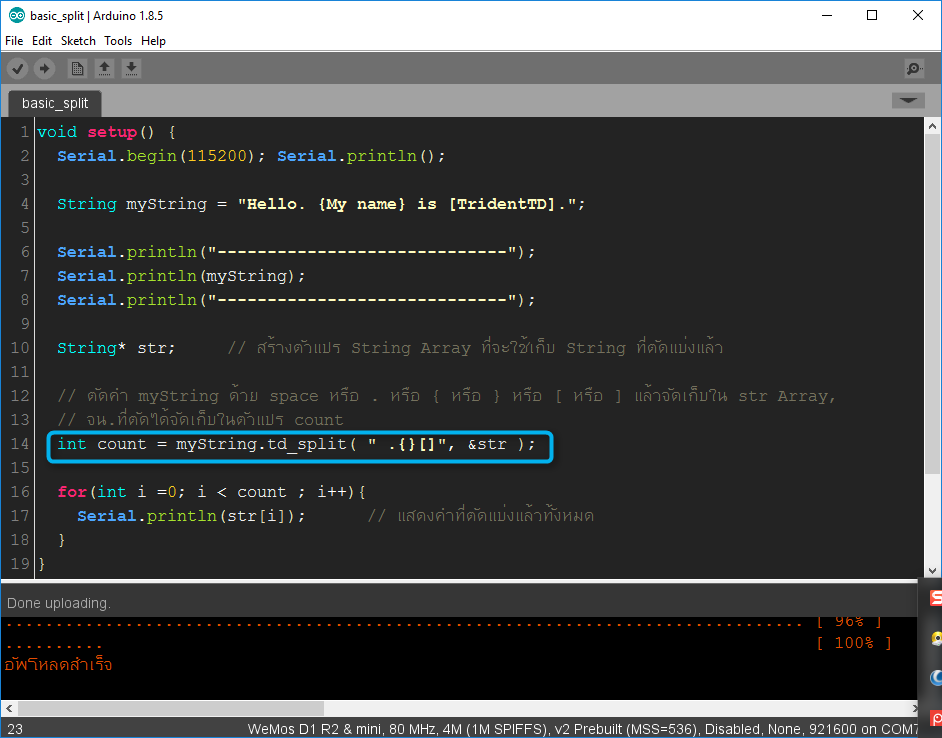 basic_split | Arduino 1.8.5
File Edit Sketch Tools Help
basic_split
1 void setup() {
2 Serial.begin(115200); Serial.println();
3
4 String myString = "Hello. {My name} is [TridentTD].";
5
6 Serial.println("-----------------------------");
7 Serial.println(myString);
8 Serial.println("-----------------------------");
9
10 String* str; // สร้างตัวแปร String Array ที่จะใช้เก็บ String ที่ตัดแบ่งแล้ว
11
12 // ตัดคำ myString ด้วย space หรือ . หรือ { หรือ } หรือ [ หรือ ] แล้วจัดเก็บใน str Array,
13 // จน.ที่ตัดได้จัดเก็บในตัวแปร count
14 int count = myString.td_split( " .{}[]", &str );
15
16 for(int i =0; i < count ; i++){
17 Serial.println(str[i]); // แสดงคำที่ตัดแบ่งแล้วทั้งหมด
18 }
19 }
Done uploading.
................................................................................ [ 96% ]
.......... [ 100% ]
อัพโหลดสำเร็จ
23 WeMos D1 R2 & mini, 80 MHz, 4M (1M SPIFFS), v2 Prebuilt (MSS=536), Disabled, None, 921600 on COM7